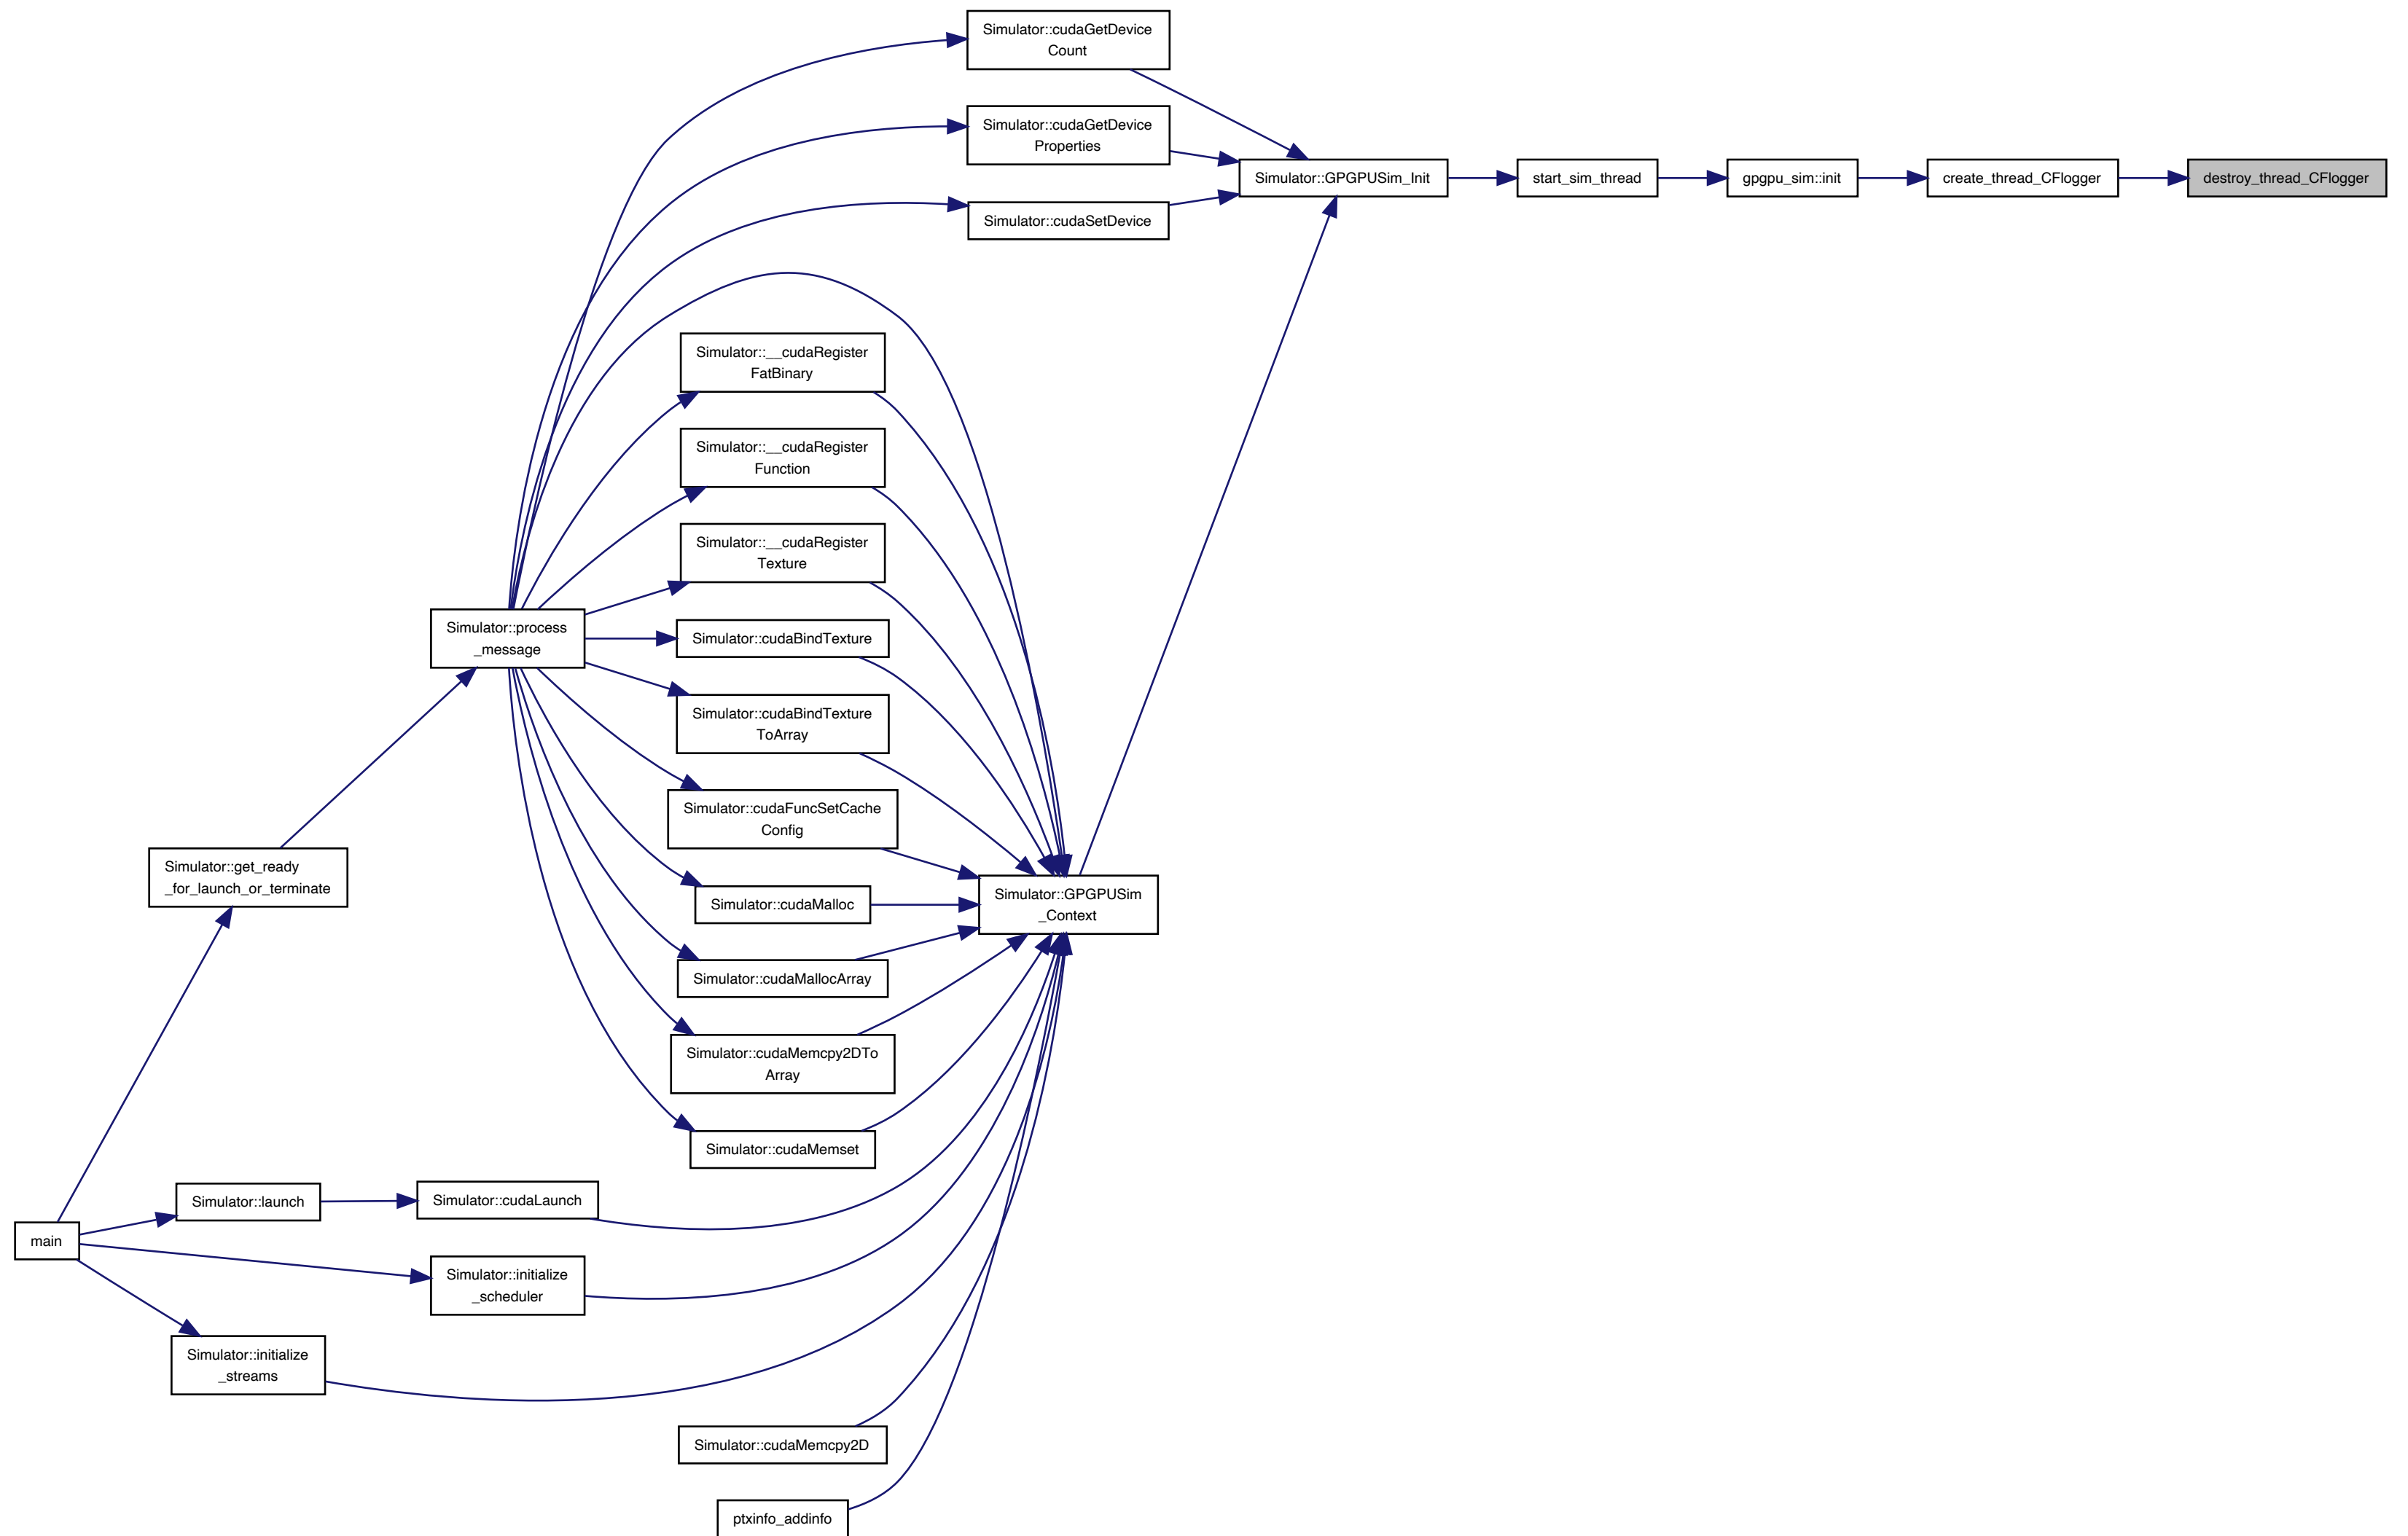 Simulator::cudaGetDevice
Count
Simulator::cudaGetDevice
Properties
Simulator::GPGPUSim_Init
start_sim_thread
gpgpu_sim::init
create_thread_CFlogger
destroy_thread_CFlogger
Simulator::cudaSetDevice
Simulator::__cudaRegister
FatBinary
Simulator::__cudaRegister
Function
Simulator::__cudaRegister
Texture
Simulator::process
_message
Simulator::cudaBindTexture
Simulator::cudaBindTexture
ToArray
Simulator::cudaFuncSetCache
Config
Simulator::get_ready
_for_launch_or_terminate
Simulator::cudaMalloc
Simulator::GPGPUSim
_Context
Simulator::cudaMallocArray
Simulator::cudaMemcpy2DTo
Array
Simulator::cudaMemset
Simulator::launch
Simulator::cudaLaunch
main
Simulator::initialize
_scheduler
Simulator::initialize
_streams
Simulator::cudaMemcpy2D
ptxinfo_addinfo